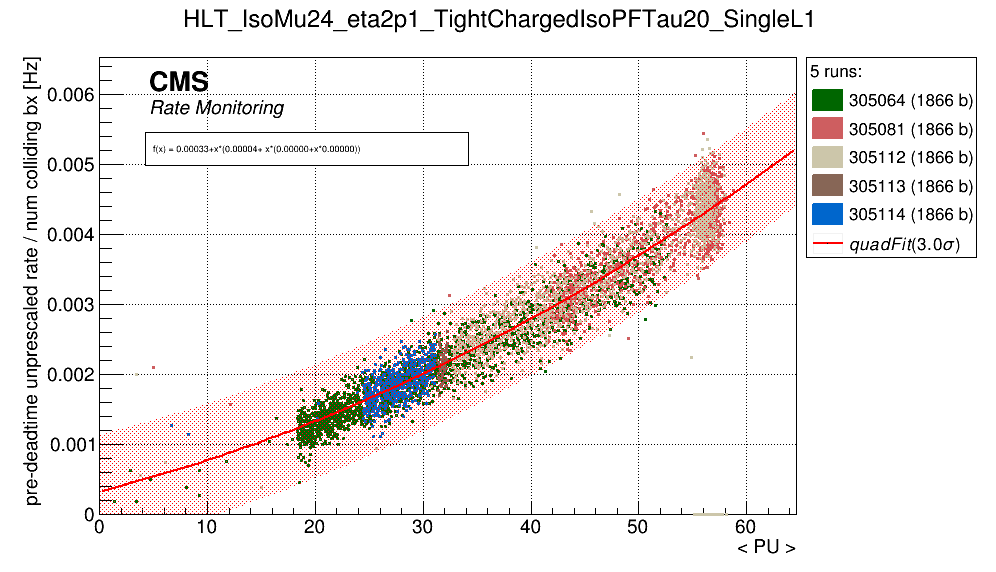 HLT_IsoMu24_eta2p1_TightChargedIsoPFTau20_SingleL1
pre-deadtime unprescaled rate / num colliding bx [Hz]
CMS
Rate Monitoring
f(x) = 0.00033+x*(0.00004+ x*(0.00000+x*0.00000))
0.006
0.005
0.004
0.003
0.002
0.001
0
0 10 20 30 40 50 60
< PU >
5 runs:
305064 (1866 b)
305081 (1866 b)
305112 (1866 b)
305113 (1866 b)
305114 (1866 b)
quadFit(3.0σ)